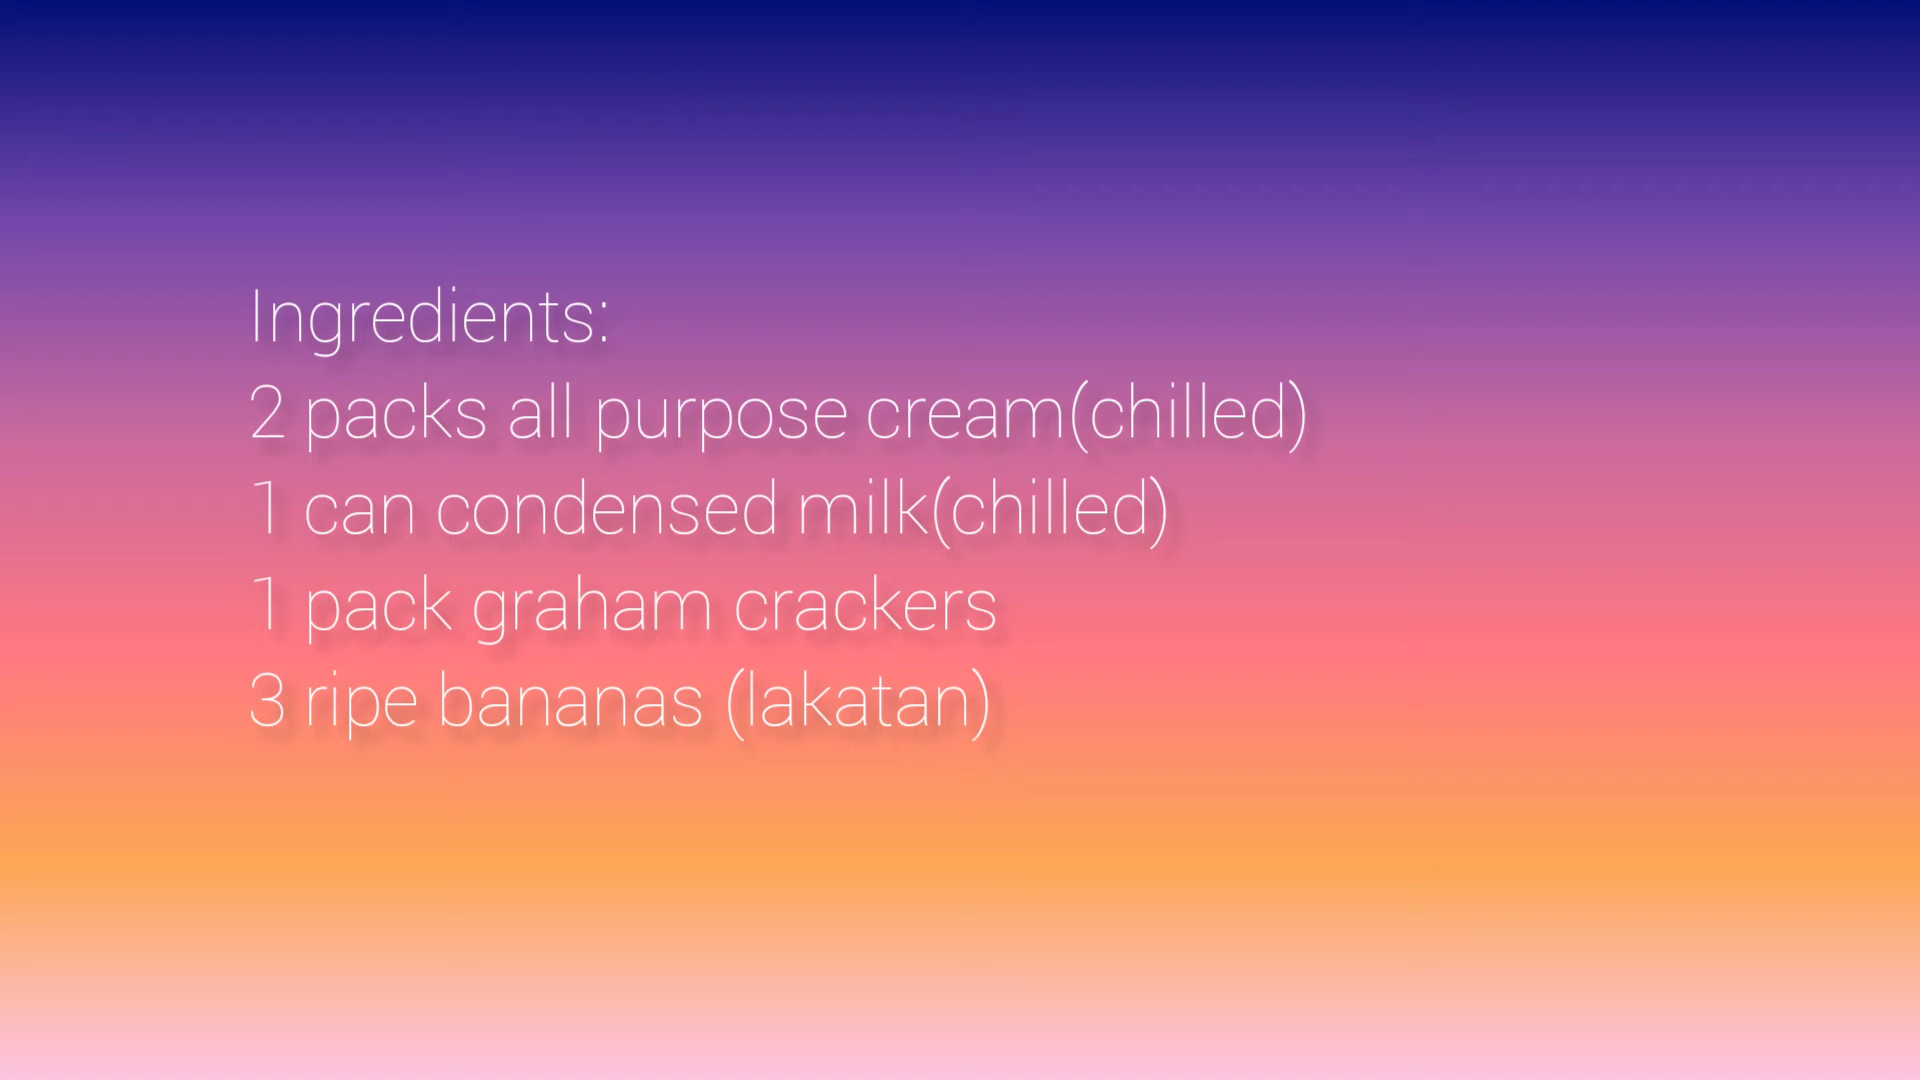 Ingredients:
2 packs all purpose cream(chilled)
1 can condensed milk(chilled)
1 pack graham crackers
3 ripe bananas (lakatan)